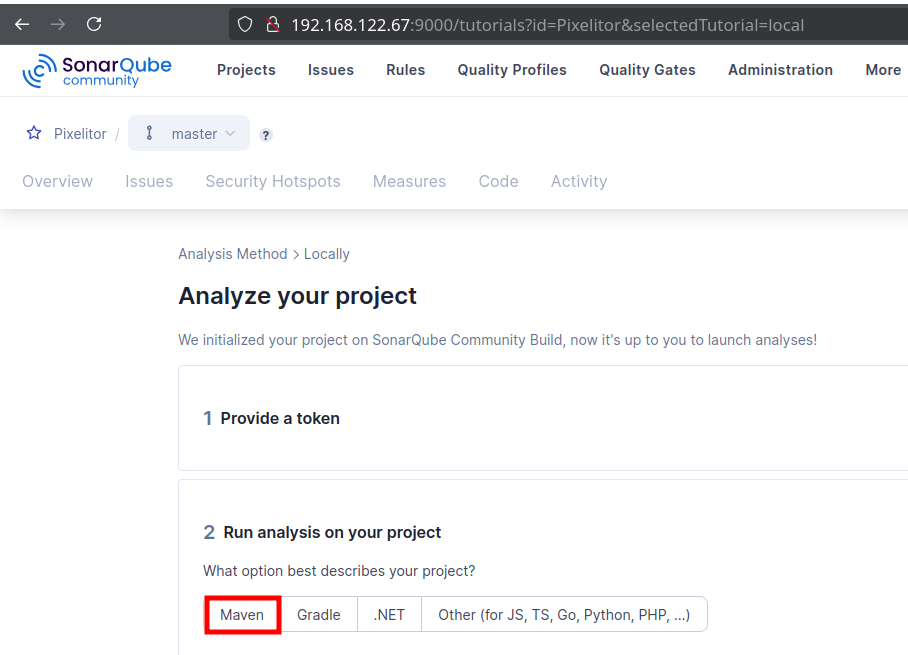 192.168.122.67:9000/tutorials?id=Pixelitor&selectedTutorial=local
SonarQube
community
Projects Issues Rules Quality Profiles Quality Gates Administration More
Pixelitor / master ?
Overview Issues Security Hotspots Measures Code Activity
Analysis Method > Locally
Analyze your project
We initialized your project on SonarQube Community Build, now it's up to you to launch analyses!
1 Provide a token
2 Run analysis on your project
What option best describes your project?
Maven Gradle .NET Other (for JS, TS, Go, Python, PHP, ...)